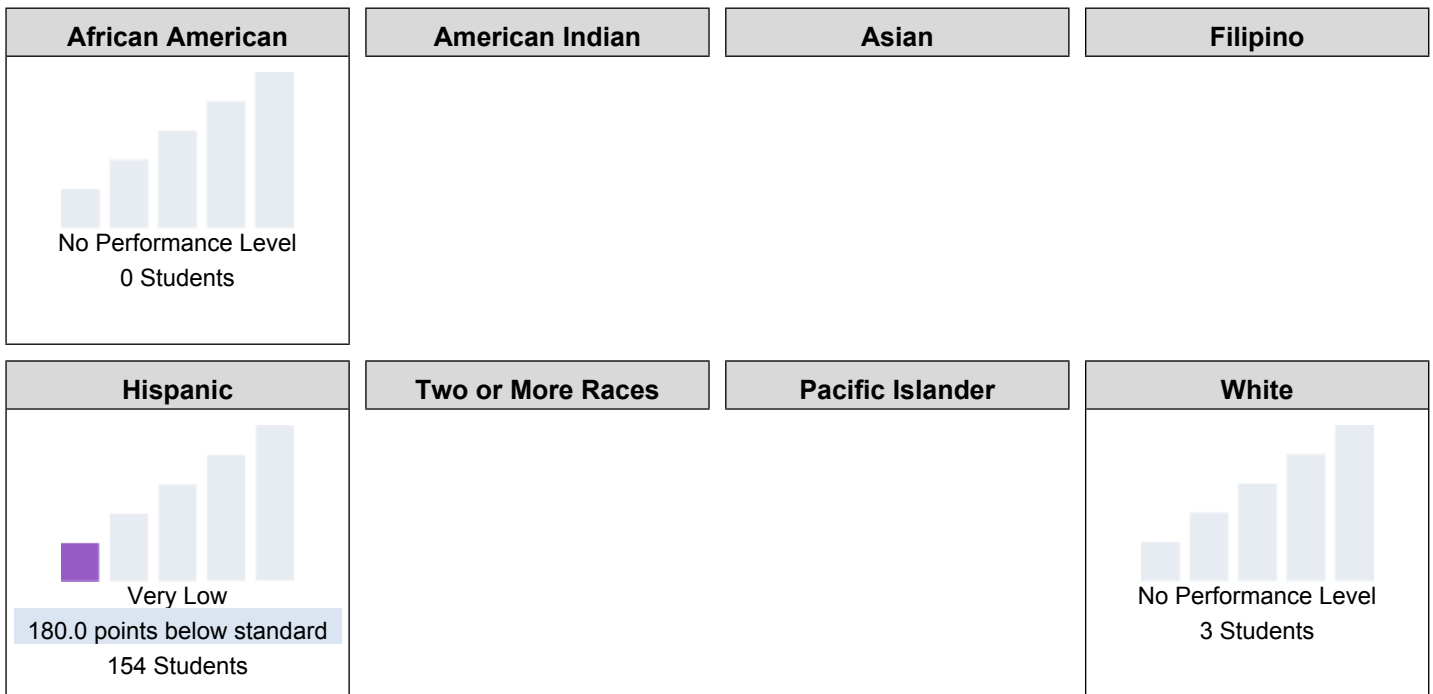 African American
American Indian
Asian
Filipino
No Performance Level
0 Students
Hispanic
Two or More Races
Pacific Islander
White
Very Low
180.0 points below standard
154 Students
No Performance Level
3 Students